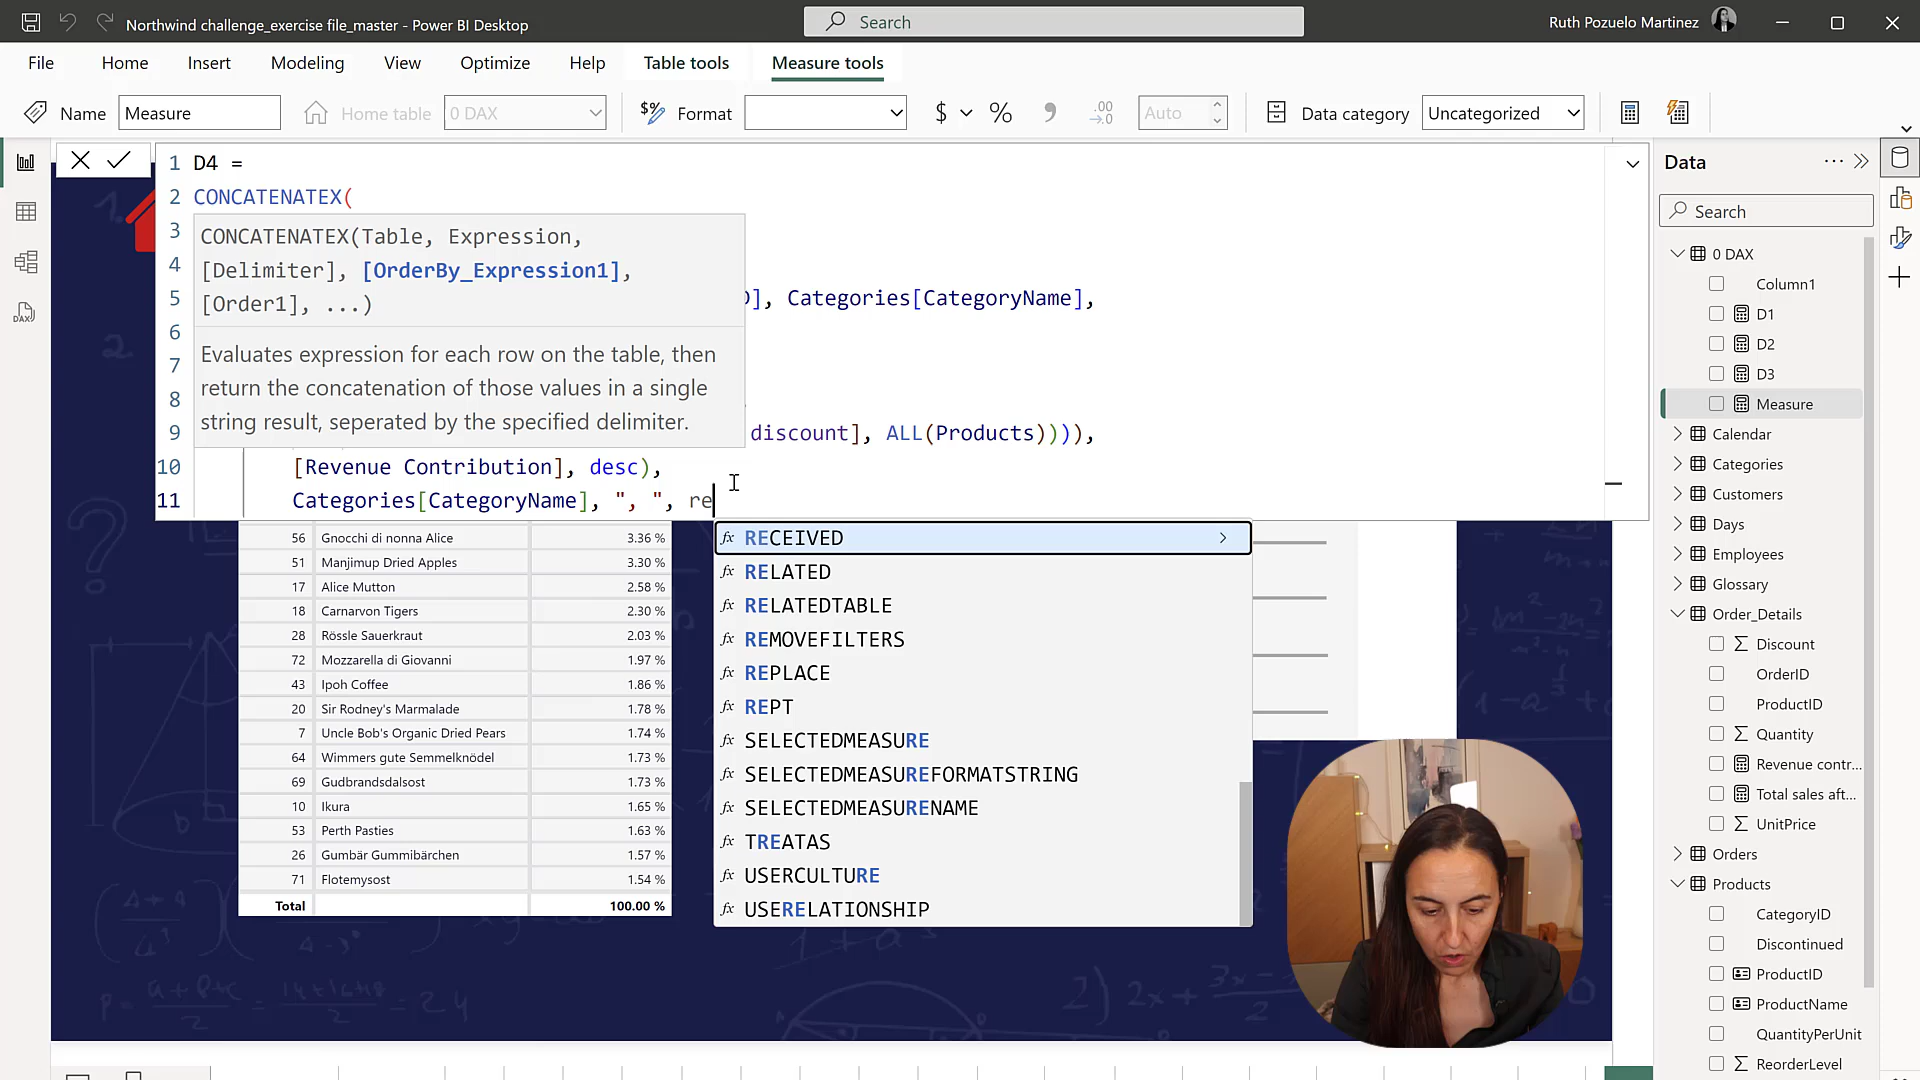 Northwind challenge_exercise file_master - Power BI Desktop
Search
Ruth Pozuelo Martinez
File
Home
Insert
Modeling
View
Optimize
Help
Table tools
Measure tools
Name
Measure
Home table
0 DAX
Format
$
%
.00
Auto
Data category
Uncategorized
1 D4 =
2 CONCATENATEX(
3
4
5 ], Categories[CategoryName],
6
7
8
9 discount], ALL(Products)))),
10 [Revenue Contribution], desc),
11 Categories[CategoryName], ", ", re
CONCATENATEX(Table, Expression,
[Delimiter], [OrderBy_Expression1],
[Order1], ...)
Evaluates expression for each row on the table, then
return the concatenation of those values in a single
string result, seperated by the specified delimiter.
RECEIVED
RELATED
RELATEDTABLE
REMOVEFILTERS
REPLACE
REPT
SELECTEDMEASURE
SELECTEDMEASUREFORMATSTRING
SELECTEDMEASURENAME
TREATAS
USERCULTURE
USERELATIONSHIP
56 Gnocchi di nonna Alice 3.36 %
51 Manjimup Dried Apples 3.30 %
17 Alice Mutton 2.58 %
18 Carnarvon Tigers 2.30 %
28 Rössle Sauerkraut 2.03 %
72 Mozzarella di Giovanni 1.97 %
43 Ipoh Coffee 1.86 %
20 Sir Rodney's Marmalade 1.78 %
7 Uncle Bob's Organic Dried Pears 1.74 %
64 Wimmers gute Semmelknödel 1.73 %
69 Gudbrandsdalsost 1.73 %
10 Ikura 1.65 %
53 Perth Pasties 1.63 %
26 Gumbär Gummibärchen 1.57 %
71 Flotemysost 1.54 %
Total 100.00 %
Data
Search
0 DAX
Column1
D1
D2
D3
Measure
Calendar
Categories
Customers
Days
Employees
Glossary
Order_Details
Discount
OrderID
ProductID
Quantity
Revenue contr...
Total sales aft...
UnitPrice
Orders
Products
CategoryID
Discontinued
ProductID
ProductName
QuantityPerUnit
ReorderLevel